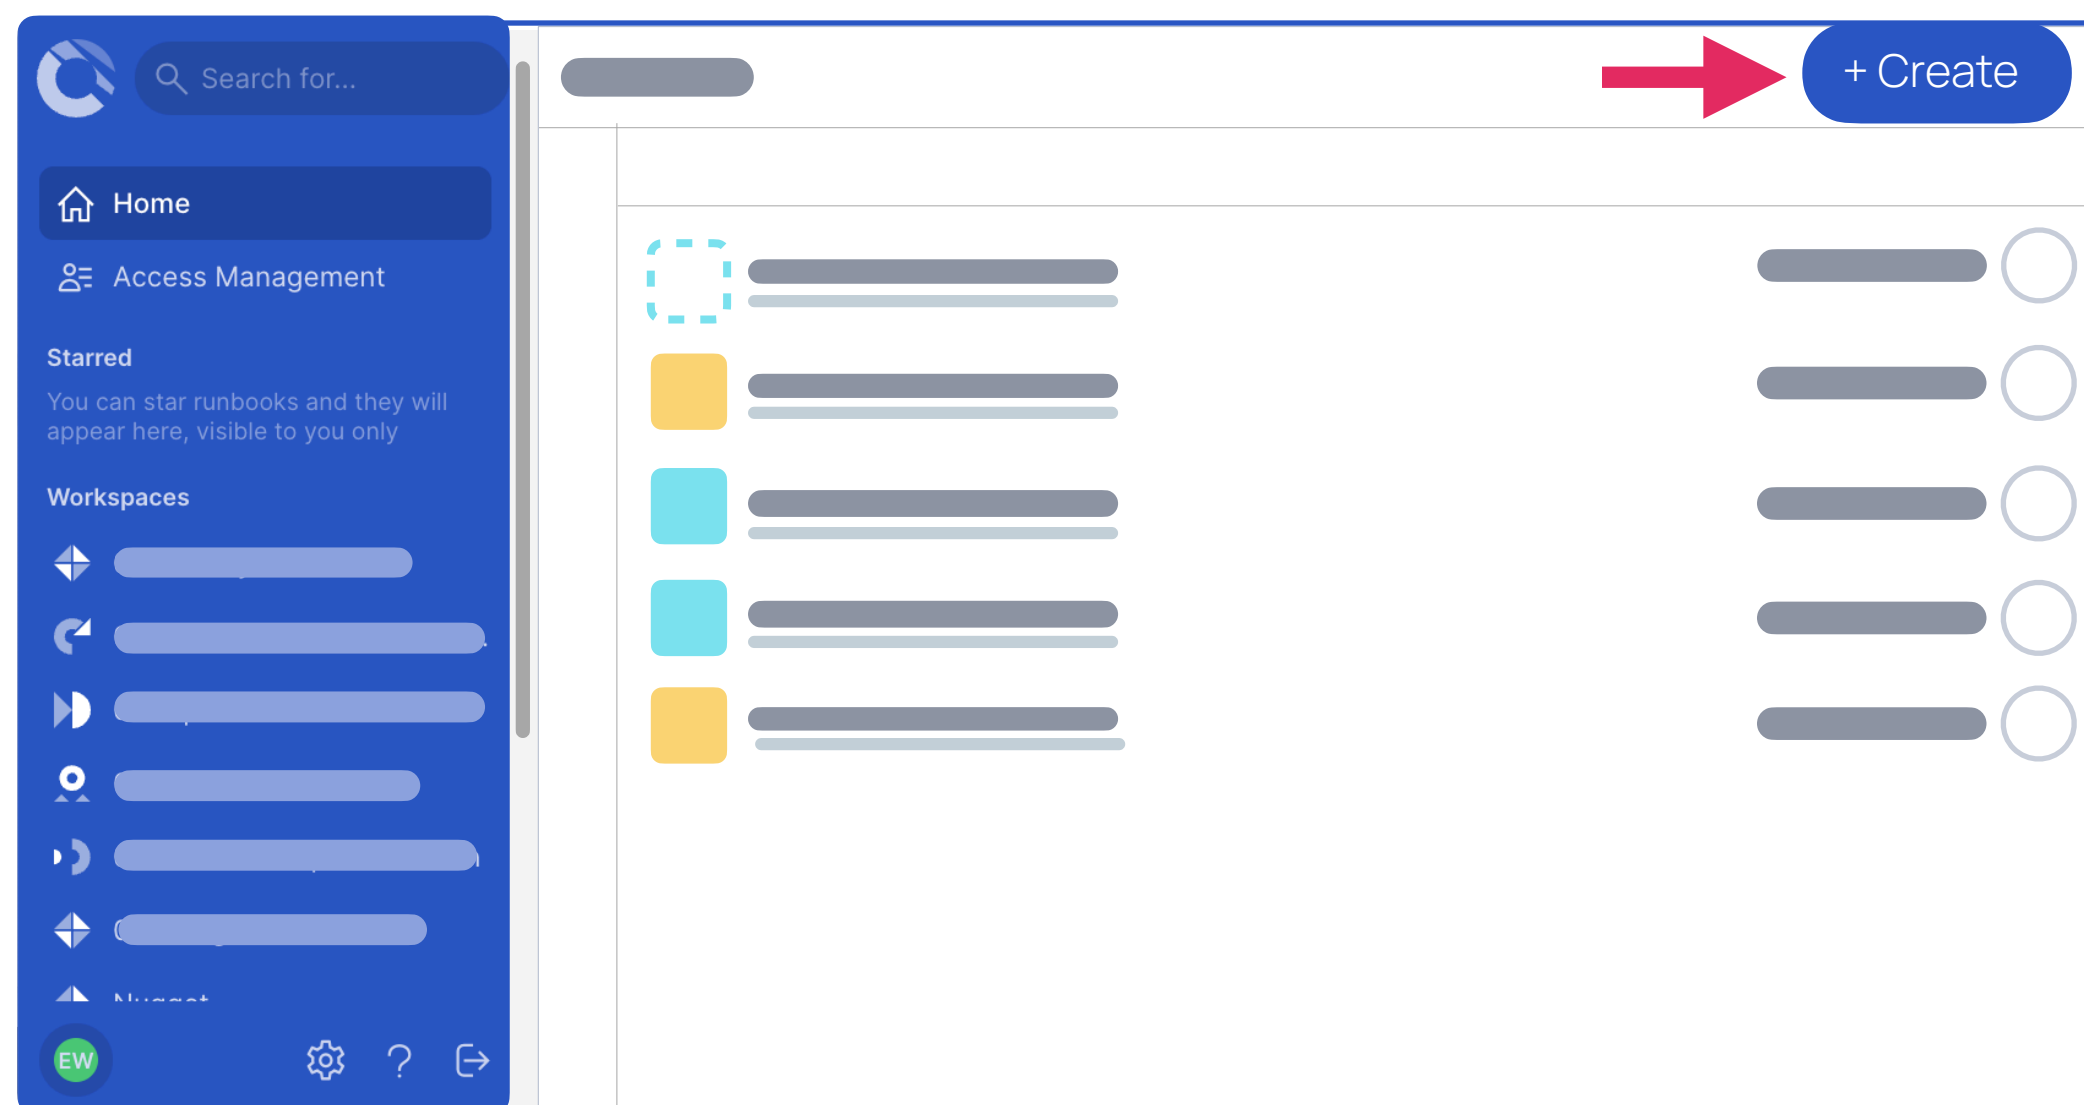 Search for...
+ Create
Home
Access Management
Starred
You can star runbooks and they will
appear here, visible to you only
Workspaces
Nugget
EW